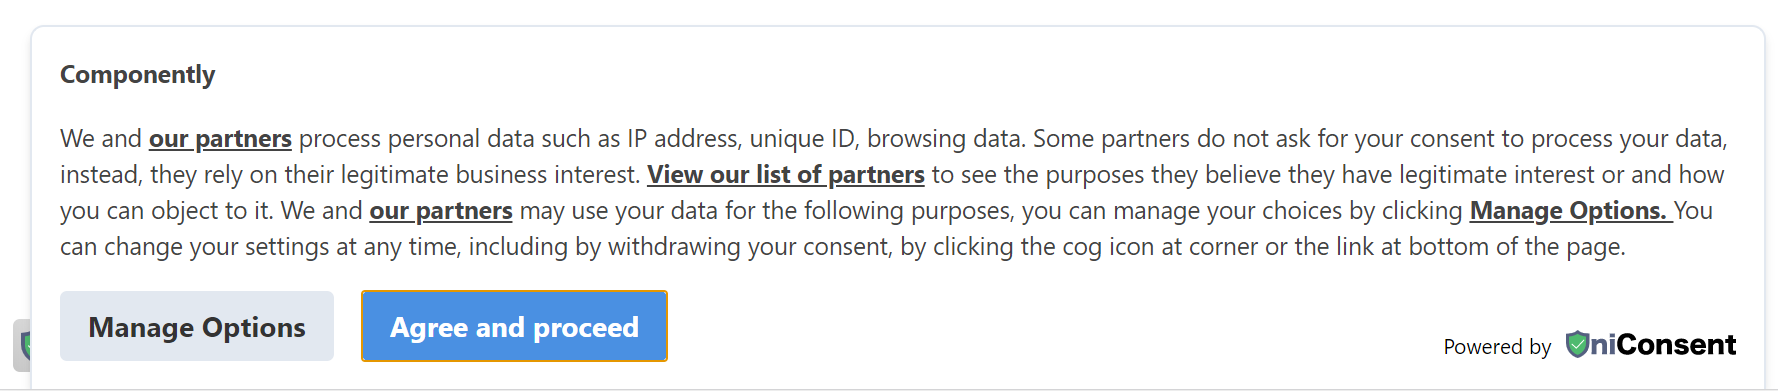 Componently
We and our partners process personal data such as IP address, unique ID, browsing data. Some partners do not ask for your consent to process your data,
instead, they rely on their legitimate business interest. View our list of partners to see the purposes they believe they have legitimate interest or and how
you can object to it. We and our partners may use your data for the following purposes, you can manage your choices by clicking Manage Options. You
can change your settings at any time, including by withdrawing your consent, by clicking the cog icon at corner or the link at bottom of the page.
Manage Options Agree and proceed
Powered by UniConsent